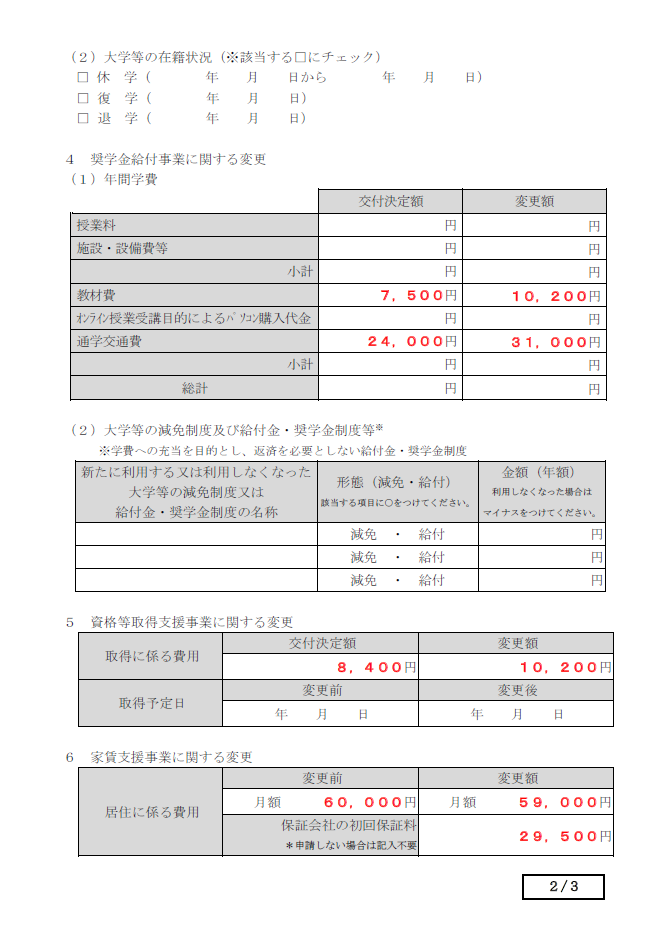 （２）大学等の在籍状況（※該当する□にチェック）
□ 休　学（　　　　年　　月　　日から　　　　年　　月　　日）
□ 復　学（　　　　年　　月　　日）
□ 退　学（　　　　年　　月　　日）
４　奨学金給付事業に関する変更
（１）年間学費
交付決定額　変更額
授業料　円　円
施設・設備費等　円　円
小計　円　円
教材費　７，５００円　１０，２００円
ｵﾝﾗｲﾝ授業受講目的によるﾊﾟｿｺﾝ購入代金　円　円
通学交通費　２４，０００円　３１，０００円
小計　円　円
総計　円　円
（２）大学等の減免制度及び給付金・奨学金制度等※
※学費への充当を目的とし、返済を必要としない給付金・奨学金制度
新たに利用する又は利用しなくなった
大学等の減免制度又は
給付金・奨学金制度の名称
形態（減免・給付）
該当する項目に○をつけてください。
金額（年額）
利用しなくなった場合は
マイナスをつけてください。
減免　・　給付　円
減免　・　給付　円
減免　・　給付　円
５　資格等取得支援事業に関する変更
取得に係る費用　交付決定額　変更額
８，４００円　１０，２００円
取得予定日　変更前　変更後
年　　月　　日　年　　月　　日
６　家賃支援事業に関する変更
居住に係る費用　変更前　変更額
月額　６０，０００円　月額　５９，０００円
保証会社の初回保証料
＊申請しない場合は記入不要
２９，５００円
２/３